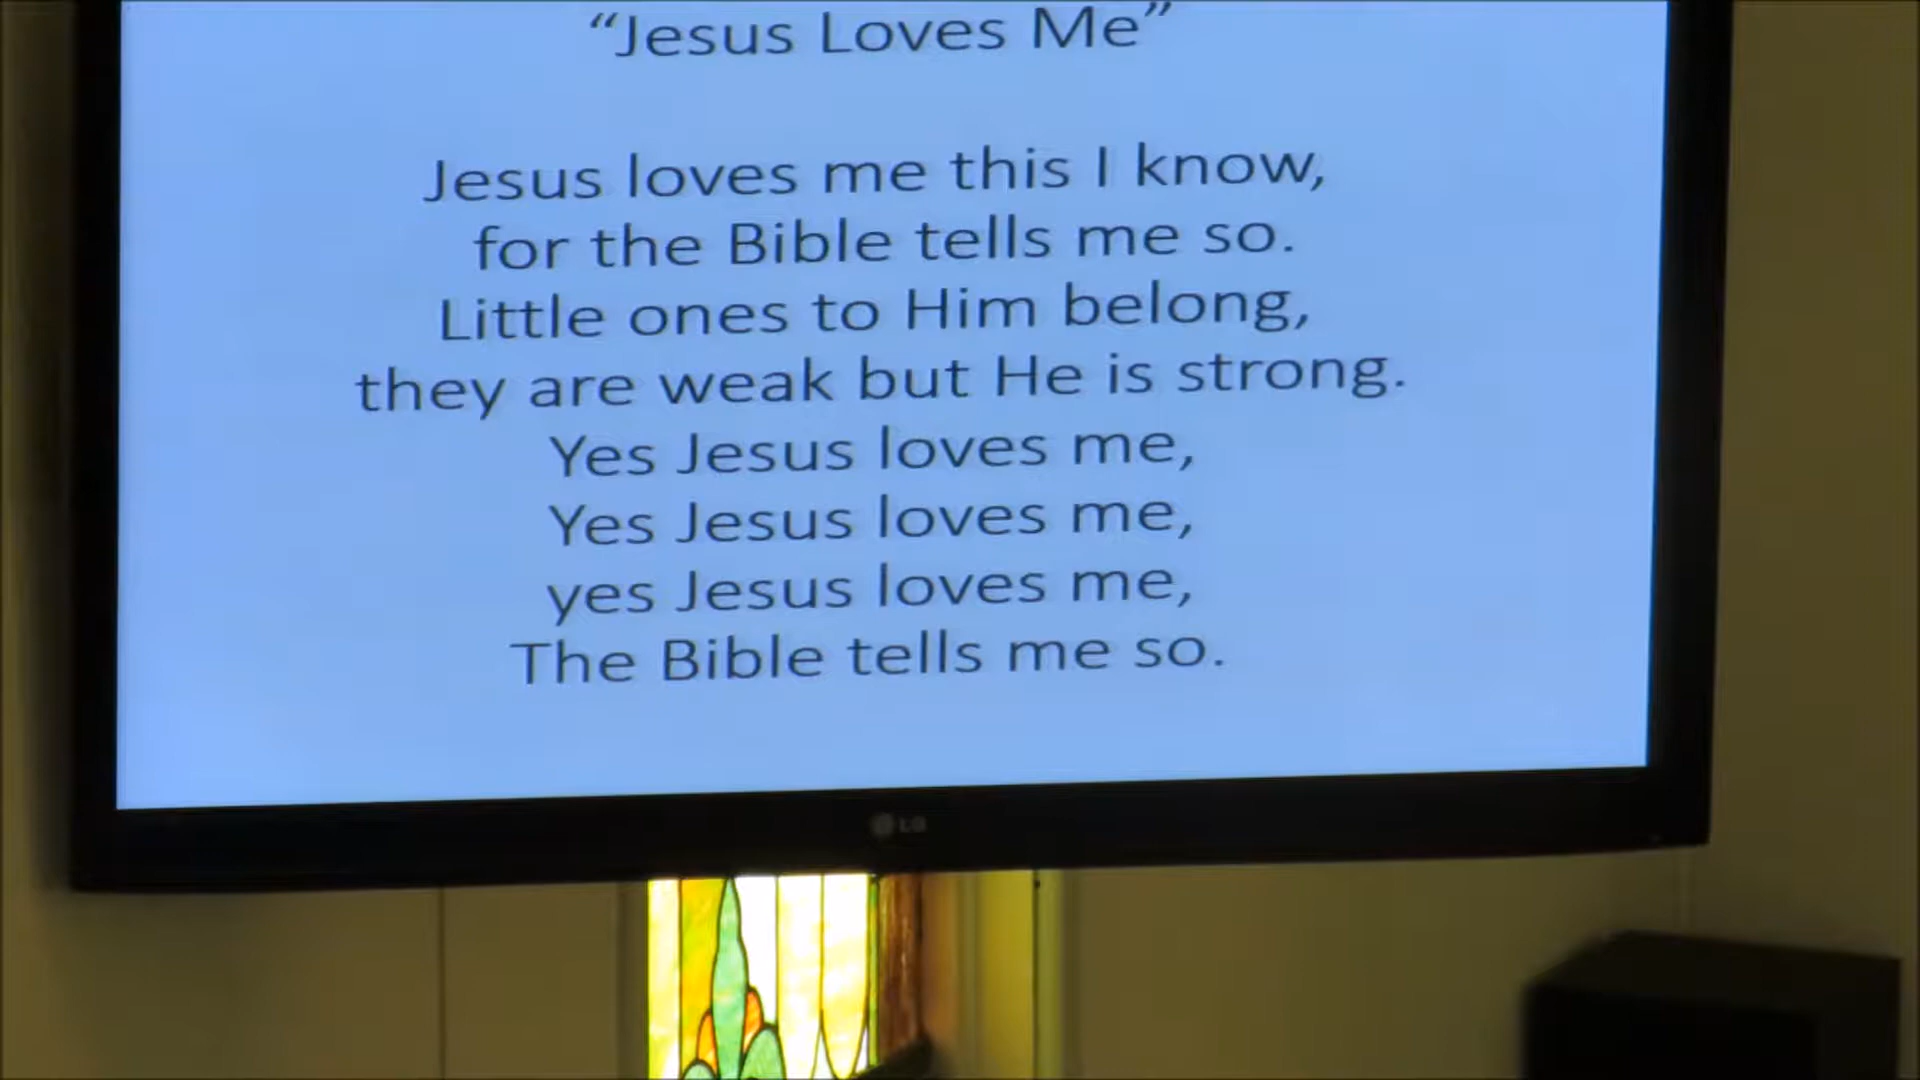 “Jesus Loves Me”
Jesus loves me this I know,
for the Bible tells me so.
Little ones to Him belong,
they are weak but He is strong.
Yes Jesus loves me,
Yes Jesus loves me,
yes Jesus loves me,
The Bible tells me so.
LG